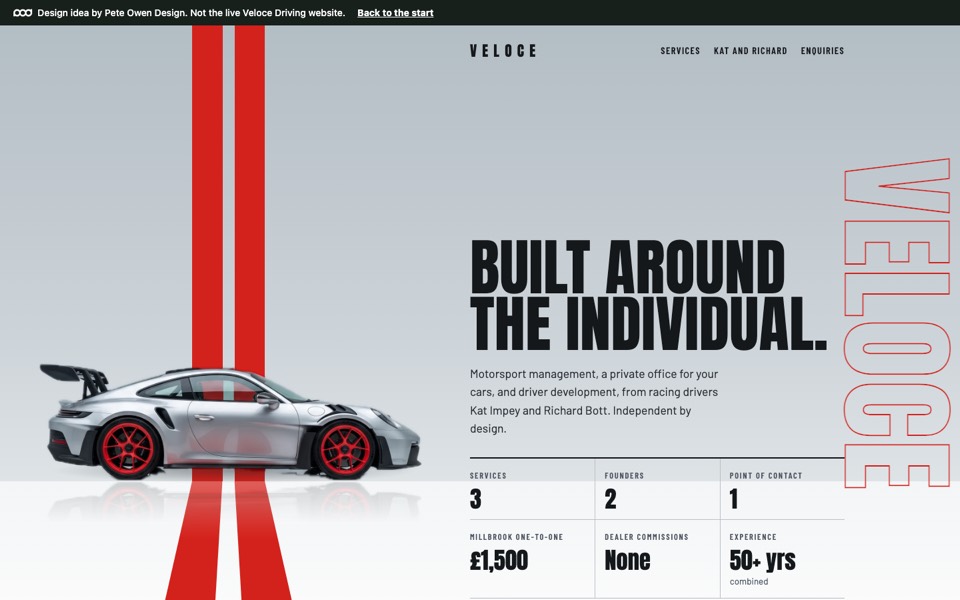 Design idea by Pete Owen Design. Not the live Veloce Driving website. Back to the start
VELOCE
SERVICES KAT AND RICHARD ENQUIRIES
BUILT AROUND
THE INDIVIDUAL.
Motorsport management, a private office for your
cars, and driver development, from racing drivers
Kat Impey and Richard Bott. Independent by
design.
SERVICES
3
FOUNDERS
2
POINT OF CONTACT
1
MILLBROOK ONE-TO-ONE
£1,500
DEALER COMMISSIONS
None
EXPERIENCE
50+ yrs
combined
VELOCE